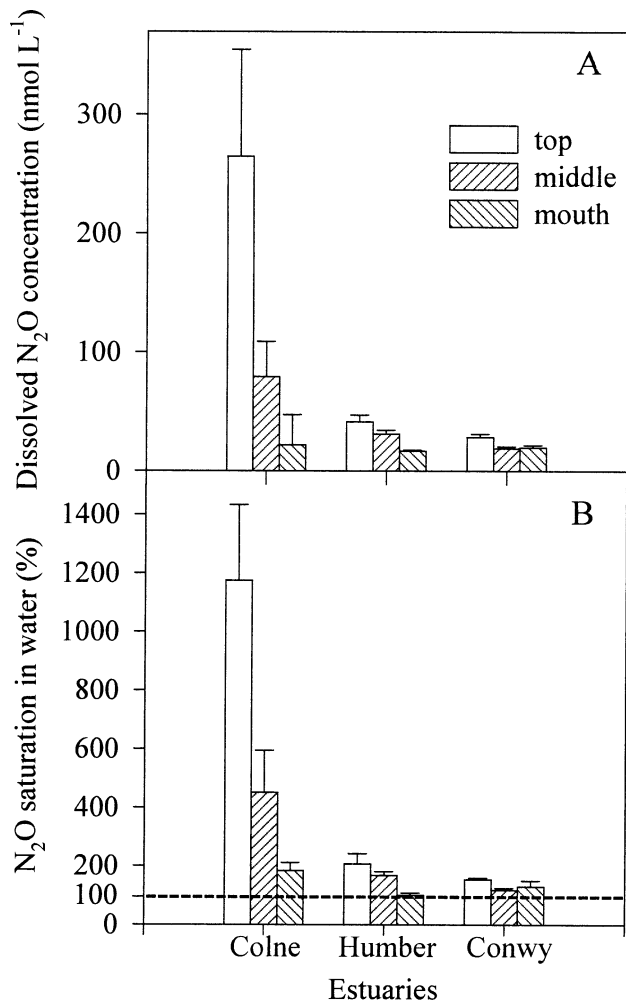 Dissolved N₂O concentration (nmol L⁻¹)
300
200
100
0
A
top
middle
mouth
N₂O saturation in water (%)
1400
1200
1000
800
600
400
200
100
0
B
Colne Humber Conwy
Estuaries